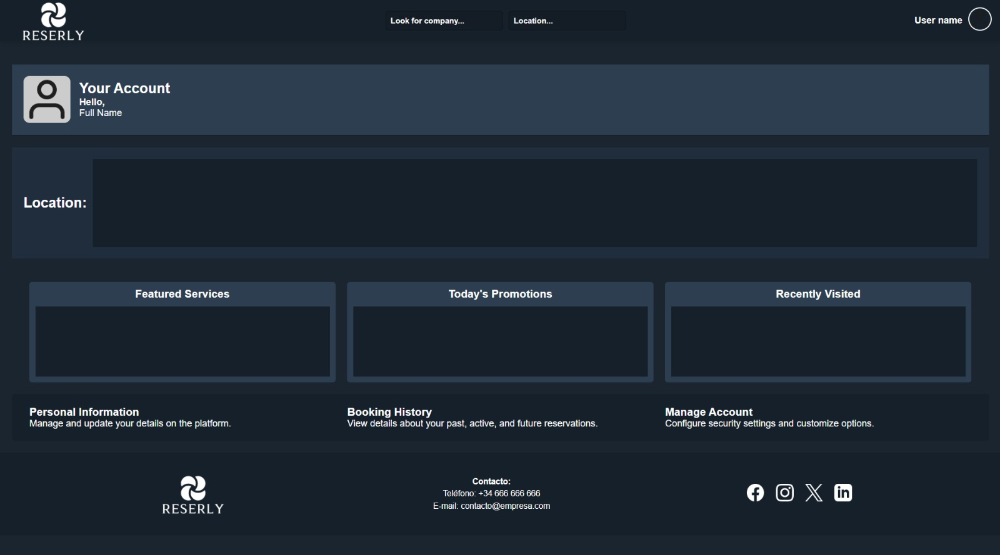 RESERLY
Look for company...
Location...
User name
Your Account
Hello,
Full Name
Location:
Featured Services
Today's Promotions
Recently Visited
Personal Information
Manage and update your details on the platform.
Booking History
View details about your past, active, and future reservations.
Manage Account
Configure security settings and customize options.
RESERLY
Contacto:
Teléfono: +34 666 666 666
E-mail: contacto@empresa.com
in